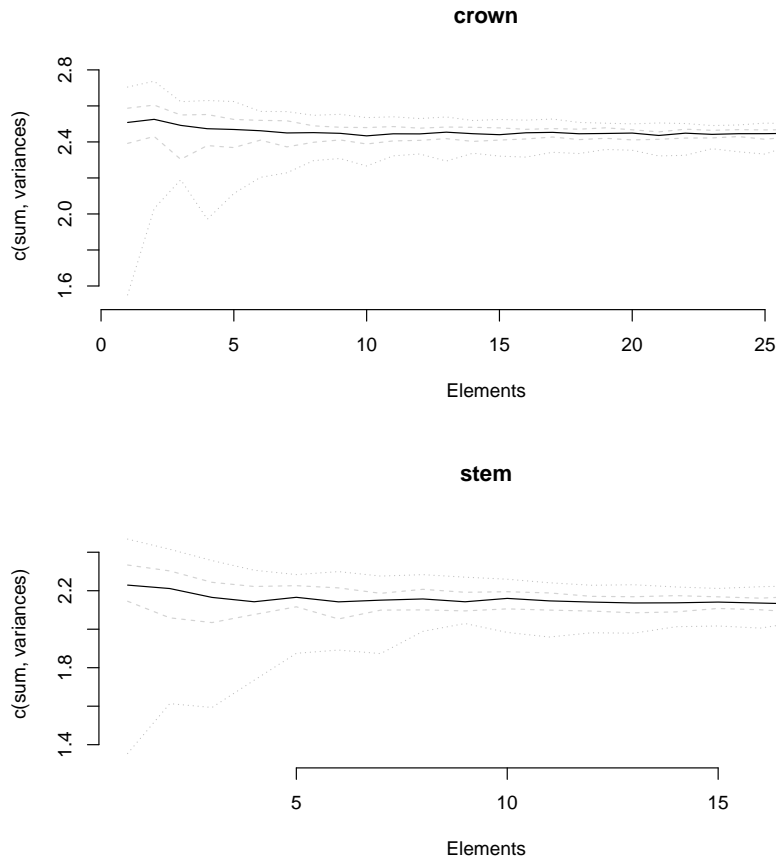 crown
c(sum, variances)
2.8
2.4
2.0
1.6
0 5 10 15 20 25
Elements
stem
c(sum, variances)
2.2
1.8
1.4
5 10 15
Elements